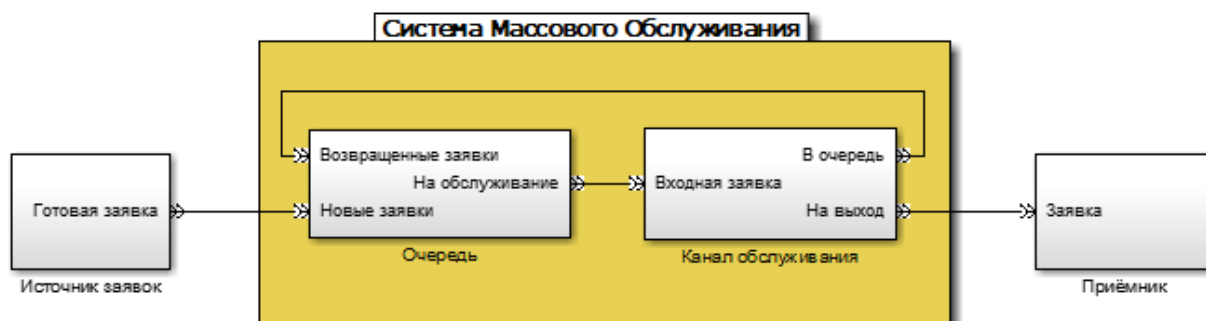 Система Массового Обслуживания
Возвращенные заявки
На обслуживание
Новые заявки
Очередь
В очередь
Входная заявка
На выход
Канал обслуживания
Готовая заявка
Источник заявок
Заявка
Приёмник